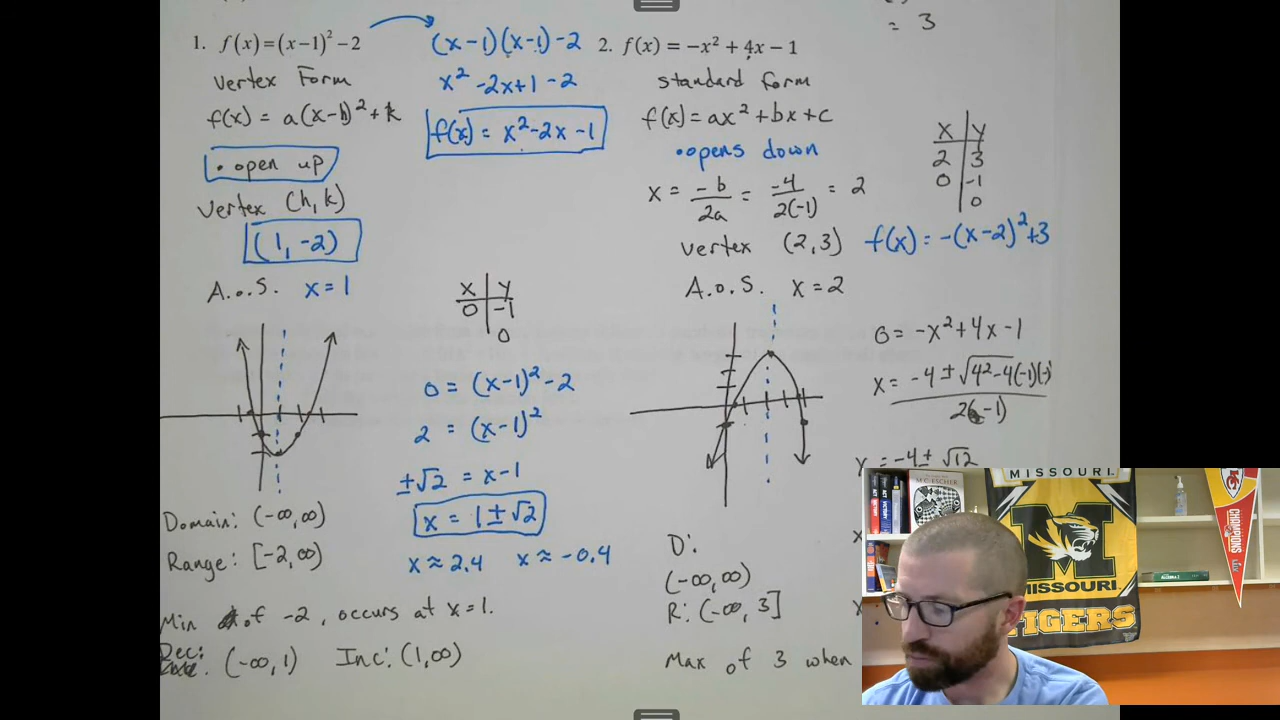 = 3
1. f(x)=(x−1)²−2
(x-1)(x-1)-2
Vertex Form
x² -2x+1 -2
f(x) = a(x-h)²+k
f(x) = x²-2x-1
• open up
Vertex (h, k)
(1, -2)
A.o.S. x=1
x y
0 -1
0
0 = (x-1)²-2
2 = (x-1)²
±√2 = x-1
x = 1±√2
x≈2.4 x≈-0.4
Domain: (-∞,∞)
Range: [-2,∞)
Min of -2, occurs at x=1.
Dec: (-∞,1) Inc: (1,∞)
2. f(x) = −x² + 4x − 1
standard form
f(x)=ax²+bx+c
• opens down
x = -b/2a = -4/2(-1) = 2
vertex (2,3)
f(x) = -(x-2)²+3
A.o.S. x=2
x y
2 3
0 -1
0
0 = -x²+4x-1
x = -4±√4²-4(-1)(-1)
2(-1)
x = -4± √12
D:
(-∞,∞)
R: (-∞, 3]
Max of 3 when
MISSOURI
M.C. ESCHER
M
MISSOURI
TIGERS
KC
CHAMPIONS